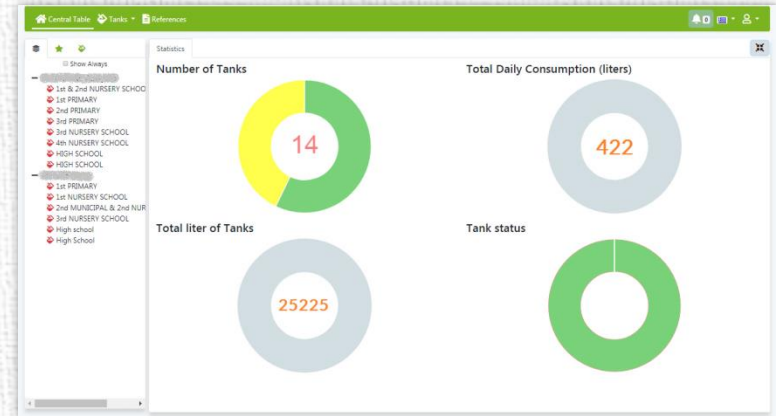 Central Table Tanks References
0
Statistics
Show Always
1st & 2nd NURSERY SCHOO
1st PRIMARY
2nd PRIMARY
3rd PRIMARY
3rd NURSERY SCHOOL
4th NURSERY SCHOOL
HIGH SCHOOL
HIGH SCHOOL
1st PRIMARY
1st NURSERY SCHOOL
2nd MUNICIPAL & 2nd NUR
3rd NURSERY SCHOOL
High school
High School
Number of Tanks
14
Total Daily Consumption (liters)
422
Total liter of Tanks
25225
Tank status